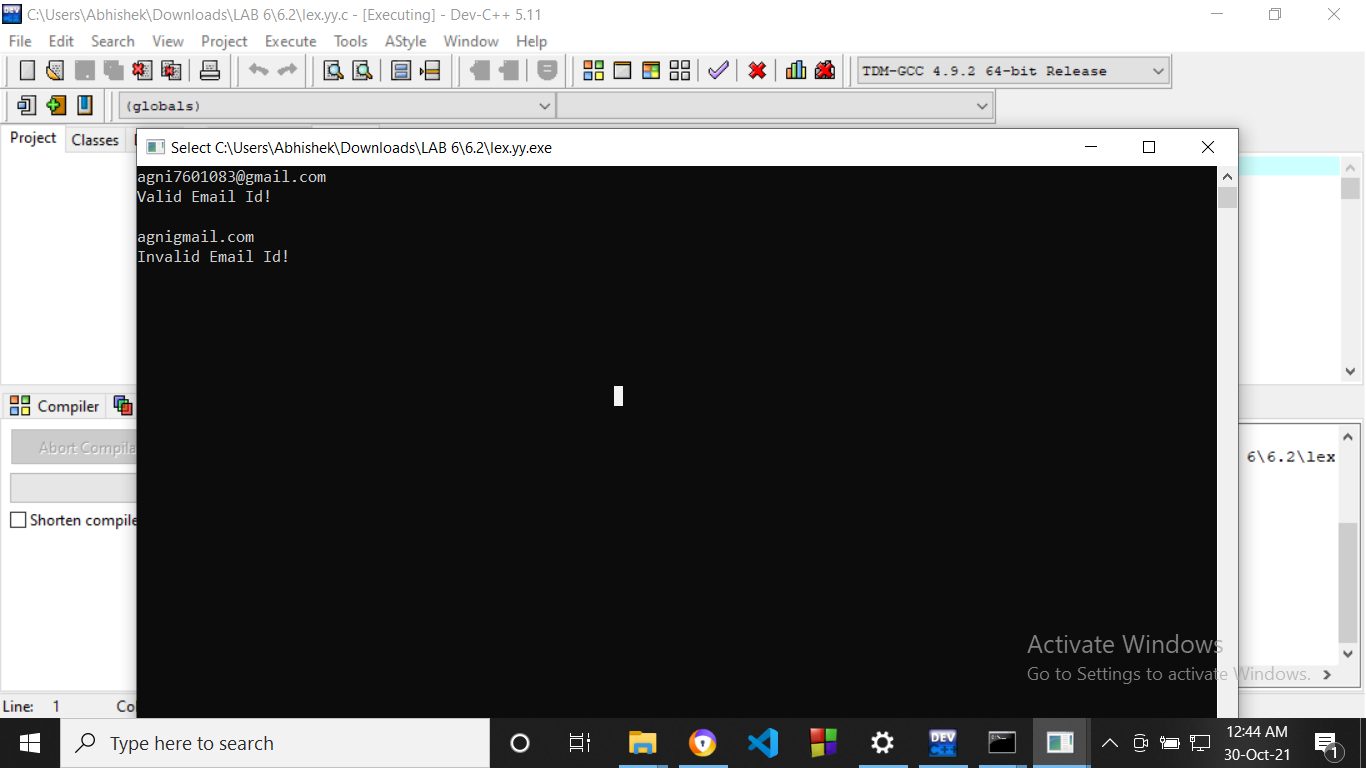 C:\Users\Abhishek\Downloads\LAB 6\6.2\lex.yy.c - [Executing] - Dev-C++ 5.11
File Edit Search View Project Execute Tools AStyle Window Help
TDM-GCC 4.9.2 64-bit Release
(globals)
Project Classes
Select C:\Users\Abhishek\Downloads\LAB 6\6.2\lex.yy.exe
agni7601083@gmail.com
Valid Email Id!
agnigmail.com
Invalid Email Id!
Compiler
Abort Compila
6\6.2\lex
Shorten compile
Activate Windows
Go to Settings to activate Windows.
Line: 1 Co
Type here to search
DEV
12:44 AM
30-Oct-21
1